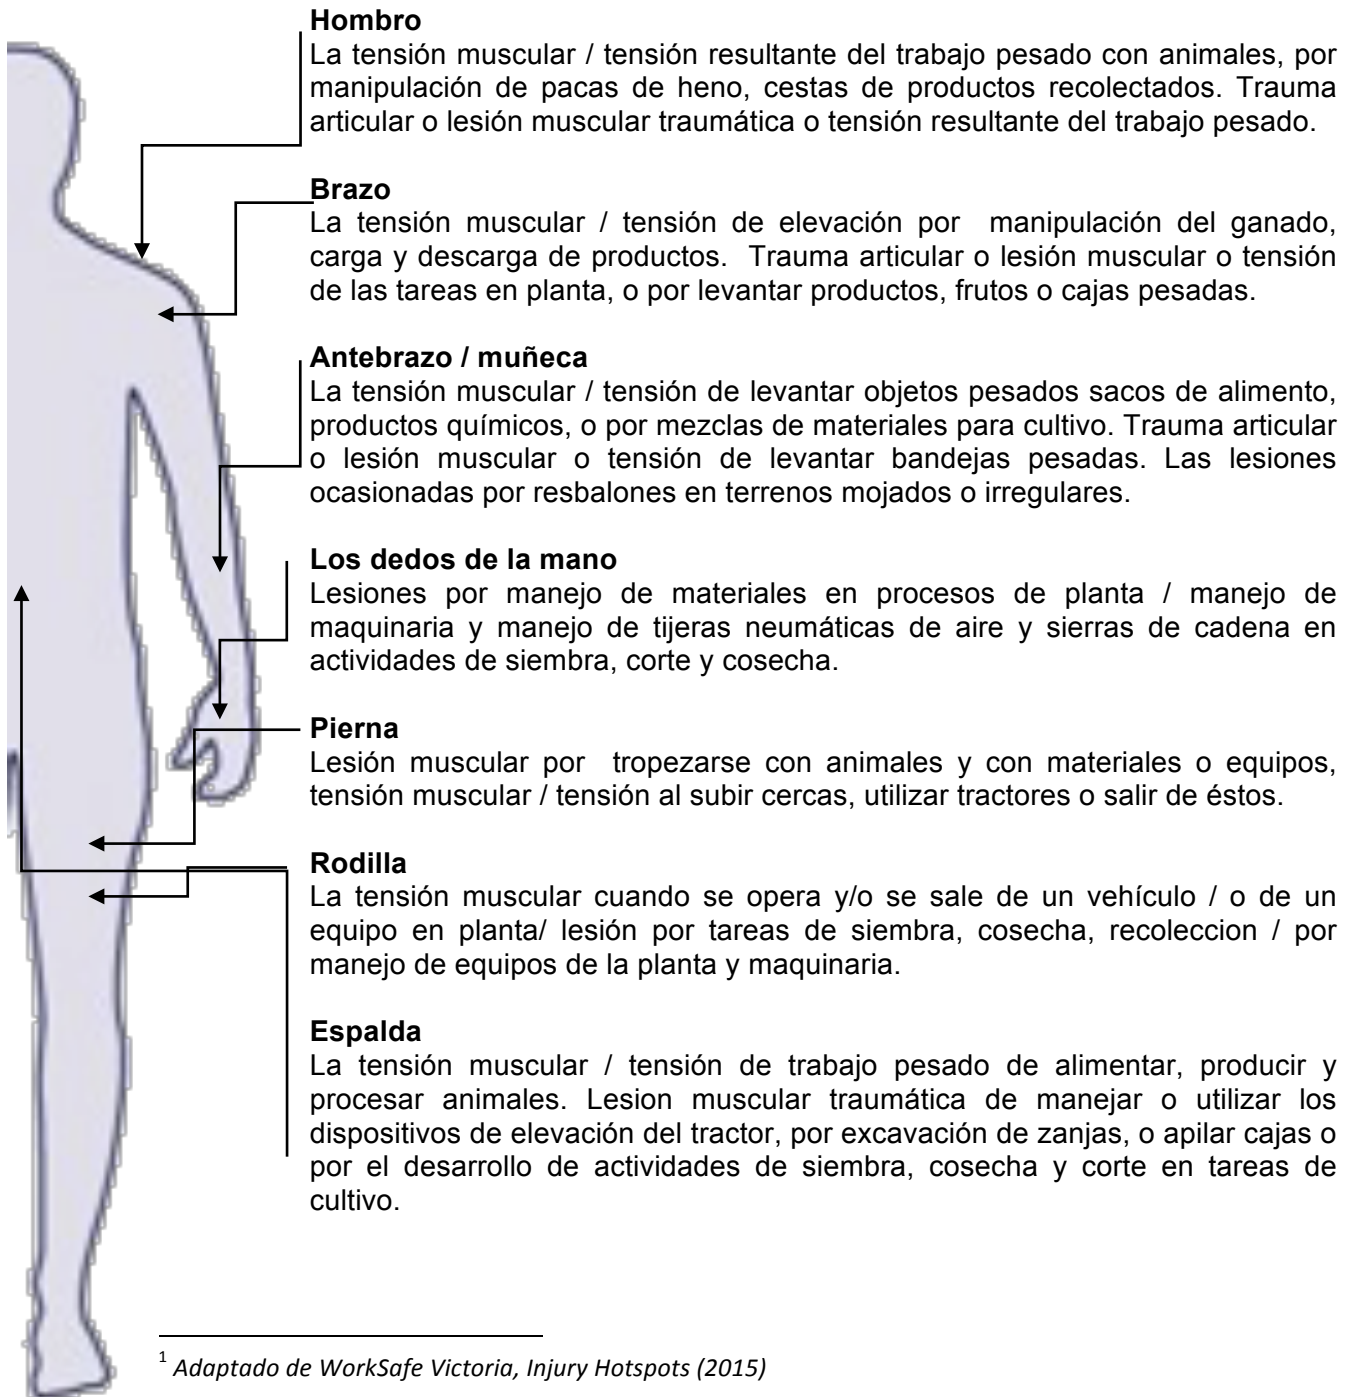 Hombro
La tensión muscular / tensión resultante del trabajo pesado con animales, por
manipulación de pacas de heno, cestas de productos recolectados. Trauma
articular o lesión muscular traumática o tensión resultante del trabajo pesado.
Brazo
La tensión muscular / tensión de elevación por manipulación del ganado,
carga y descarga de productos. Trauma articular o lesión muscular o tensión
de las tareas en planta, o por levantar productos, frutos o cajas pesadas.
Antebrazo / muñeca
La tensión muscular / tensión de levantar objetos pesados sacos de alimento,
productos químicos, o por mezclas de materiales para cultivo. Trauma articular
o lesión muscular o tensión de levantar bandejas pesadas. Las lesiones
ocasionadas por resbalones en terrenos mojados o irregulares.
Los dedos de la mano
Lesiones por manejo de materiales en procesos de planta / manejo de
maquinaria y manejo de tijeras neumáticas de aire y sierras de cadena en
actividades de siembra, corte y cosecha.
Pierna
Lesión muscular por tropezarse con animales y con materiales o equipos,
tensión muscular / tensión al subir cercas, utilizar tractores o salir de éstos.
Rodilla
La tensión muscular cuando se opera y/o se sale de un vehículo / o de un
equipo en planta/ lesión por tareas de siembra, cosecha, recoleccion / por
manejo de equipos de la planta y maquinaria.
Espalda
La tensión muscular / tensión de trabajo pesado de alimentar, producir y
procesar animales. Lesion muscular traumática de manejar o utilizar los
dispositivos de elevación del tractor, por excavación de zanjas, o apilar cajas o
por el desarrollo de actividades de siembra, cosecha y corte en tareas de
cultivo.
1 Adaptado de WorkSafe Victoria, Injury Hotspots (2015)